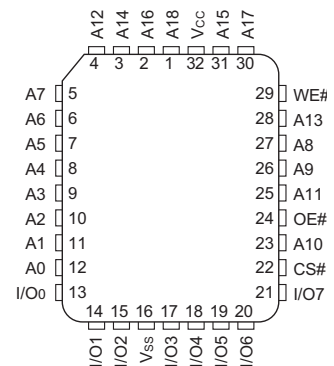 A12 A14 A16 A18 Vcc A15 A17
4 3 2 1 32 31 30
A7 5 29 WE#
A6 6 28 A13
A5 7 27 A8
A4 8 26 A9
A3 9 25 A11
A2 10 24 OE#
A1 11 23 A10
A0 12 22 CS#
I/O0 13 21 I/O7
14 15 16 17 18 19 20
I/O1 I/O2 Vss I/O3 I/O4 I/O5 I/O6